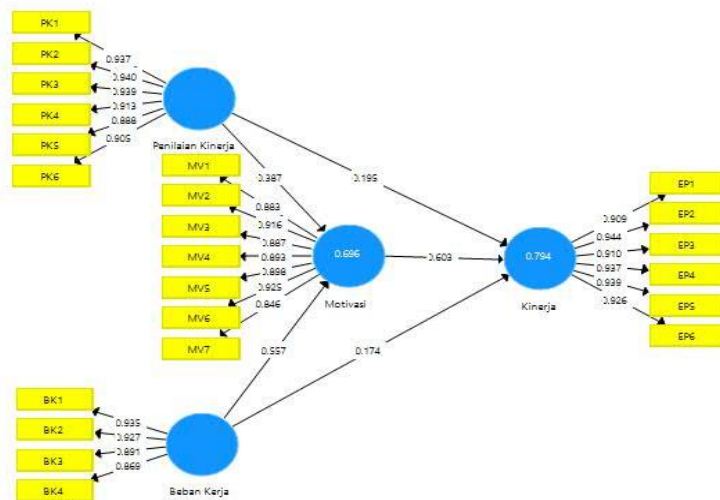 PK1
PK2
PK3
PK4
PK5
PK6
0.937
0.940
0.939
0.913
0.888
0.905
Penilaian Kinerja
MV1
MV2
MV3
MV4
MV5
MV6
MV7
0.387
0.883
0.916
0.887
0.893
0.898
0.925
0.846
0.696
Motivasi
0.195
0.603
0.174
0.557
0.794
Kinerja
0.909
0.944
0.910
0.937
0.939
0.926
EP1
EP2
EP3
EP4
EP5
EP6
BK1
BK2
BK3
BK4
0.935
0.927
0.891
0.869
Beban Kerja